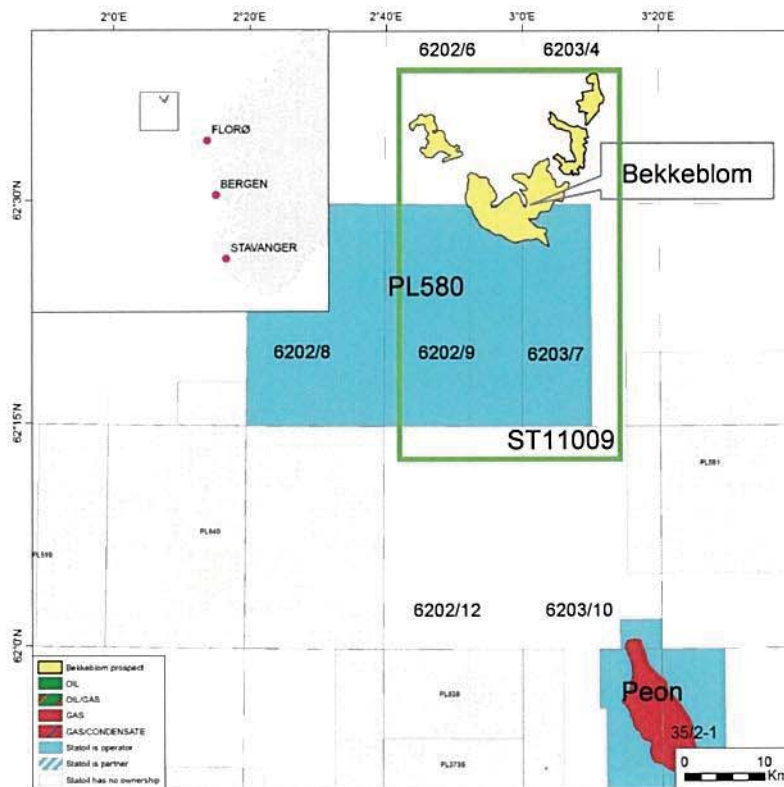 2°0'E 2°20'E 2°40'E 3°0'E 3°20'E
6202/6 6203/4
FLORØ
BERGEN
STAVANGER
Bekkeblom
62°30'N
PL580
6202/8 6202/9 6203/7
62°15'N
ST11009
PL581
PL640
6202/12 6203/10
62°0'N
Peon
35/2-1
PL373S
Bekkeblom prospect
OIL
OIL/GAS
GAS
GAS/CONDENSATE
Statoil is operator
Statoil is partner
Statoil has no ownership
0 10
Km